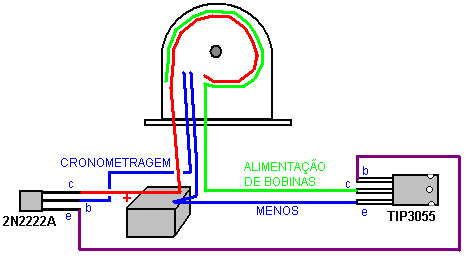 CRONOMETRAGEM
ALIMENTAÇÃO
DE BOBINAS
b
c
c
+
b
MENOS
e
TIP3055
2N2222A
e